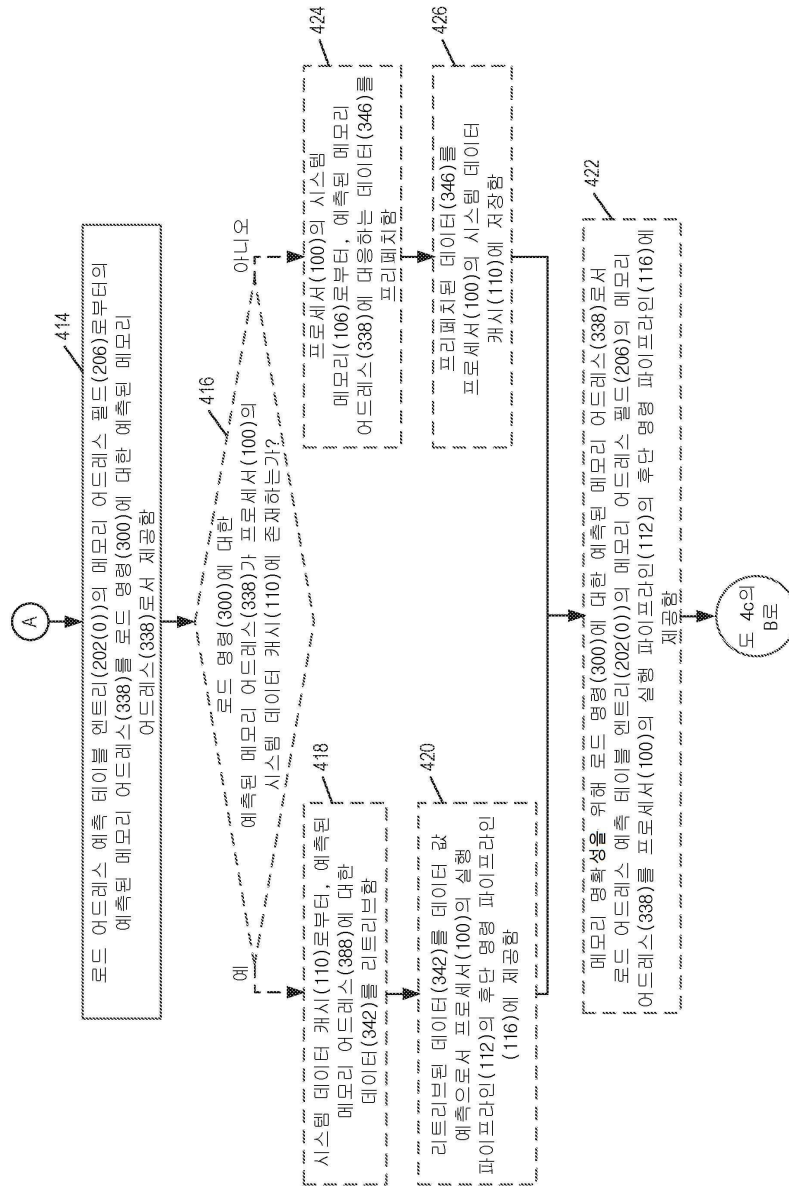 A
414
로드 어드레스 예측 테이블 엔트리(202(0))의 메모리 어드레스 필드(206)로부터의
예측된 메모리 어드레스(338)를 로드 명령(300)에 대한 예측된 메모리
어드레스(338)로서 제공함
416
로드 명령(300)에 대한
예측된 메모리 어드레스(338)가 프로세서(100)의
시스템 데이터 캐시(110)에 존재하는가?
예
아니오
418
시스템 데이터 캐시(110)로부터, 예측된
메모리 어드레스(388)에 대한
데이터(342)를 리트리브함
420
리트리브된 데이터(342)를 데이터 값
예측으로서 프로세서(100)의 실행
파이프라인(112)의 후단 명령 파이프라인
(116)에 제공함
424
프로세서(100)의 시스템
메모리(106)로부터, 예측된 메모리
어드레스(338)에 대응하는 데이터(346)를
프리페치함
426
프리페치된 데이터(346)를
프로세서(100)의 시스템 데이터
캐시(110)에 저장함
422
메모리 명확성을 위해 로드 명령(300)에 대한 예측된 메모리 어드레스(338)로서
로드 어드레스 예측 테이블 엔트리(202(0))의 메모리 어드레스 필드(206)의 메모리
어드레스(338)를 프로세서(100)의 실행 파이프라인(112)의 후단 명령 파이프라인(116)에
제공함
도 4c의
B로